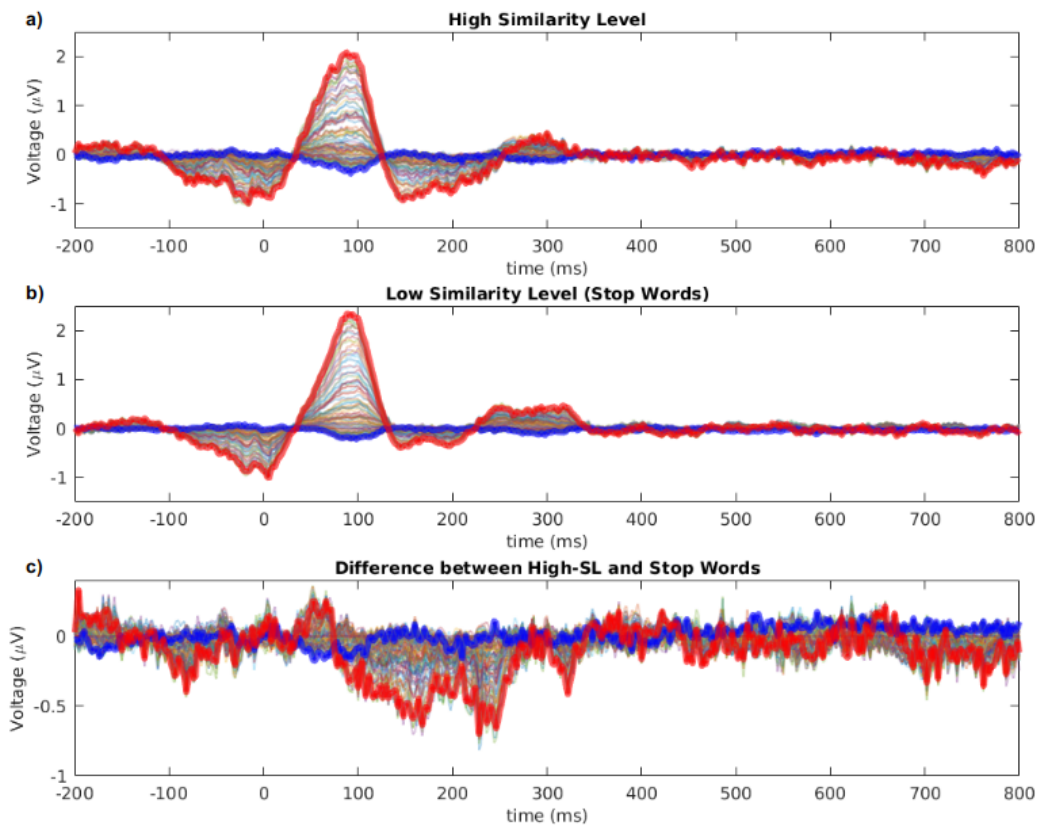 a)
High Similarity Level
Voltage (μV)
2
1
0
-1
-200 -100 0 100 200 300 400 500 600 700 800
time (ms)
b)
Low Similarity Level (Stop Words)
Voltage (μV)
2
1
0
-1
-200 -100 0 100 200 300 400 500 600 700 800
time (ms)
c)
Difference between High-SL and Stop Words
Voltage (μV)
0
-0.5
-1
-200 -100 0 100 200 300 400 500 600 700 800
time (ms)